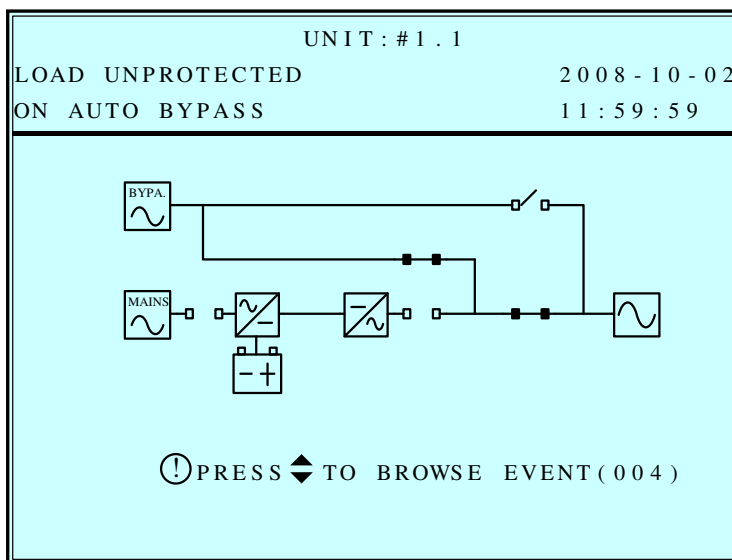 UNIT:#1.1
LOAD UNPROTECTED 2008-10-02
ON AUTO BYPASS 11:59:59
BYPA.
MAINS
PRESS TO BROWSE EVENT(004)